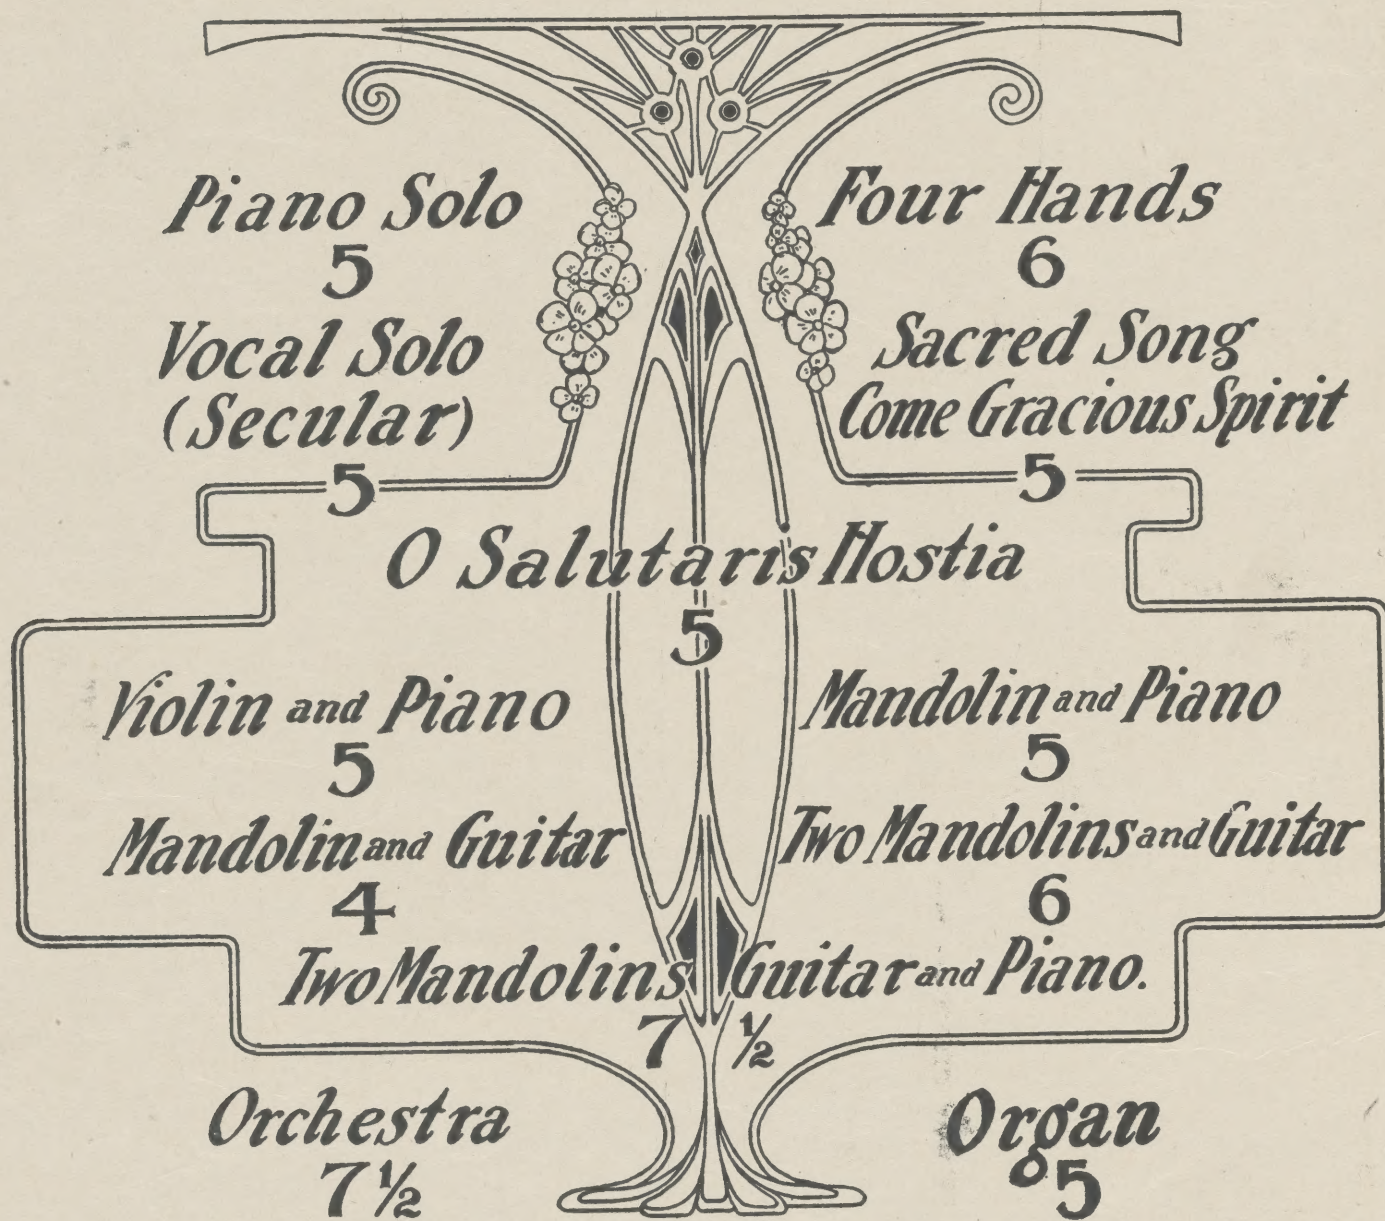 Piano Solo
5
Four Hands
6
Vocal Solo
(Secular)
5
Sacred Song
Come Gracious Spirit
5
O Salutaris Hostia
5
Violin and Piano
5
Mandolin and Piano
5
Mandolin and Guitar
4
Two Mandolins and Guitar
6
Two Mandolins Guitar and Piano.
7 ½
Orchestra
7 ½
Organ
5